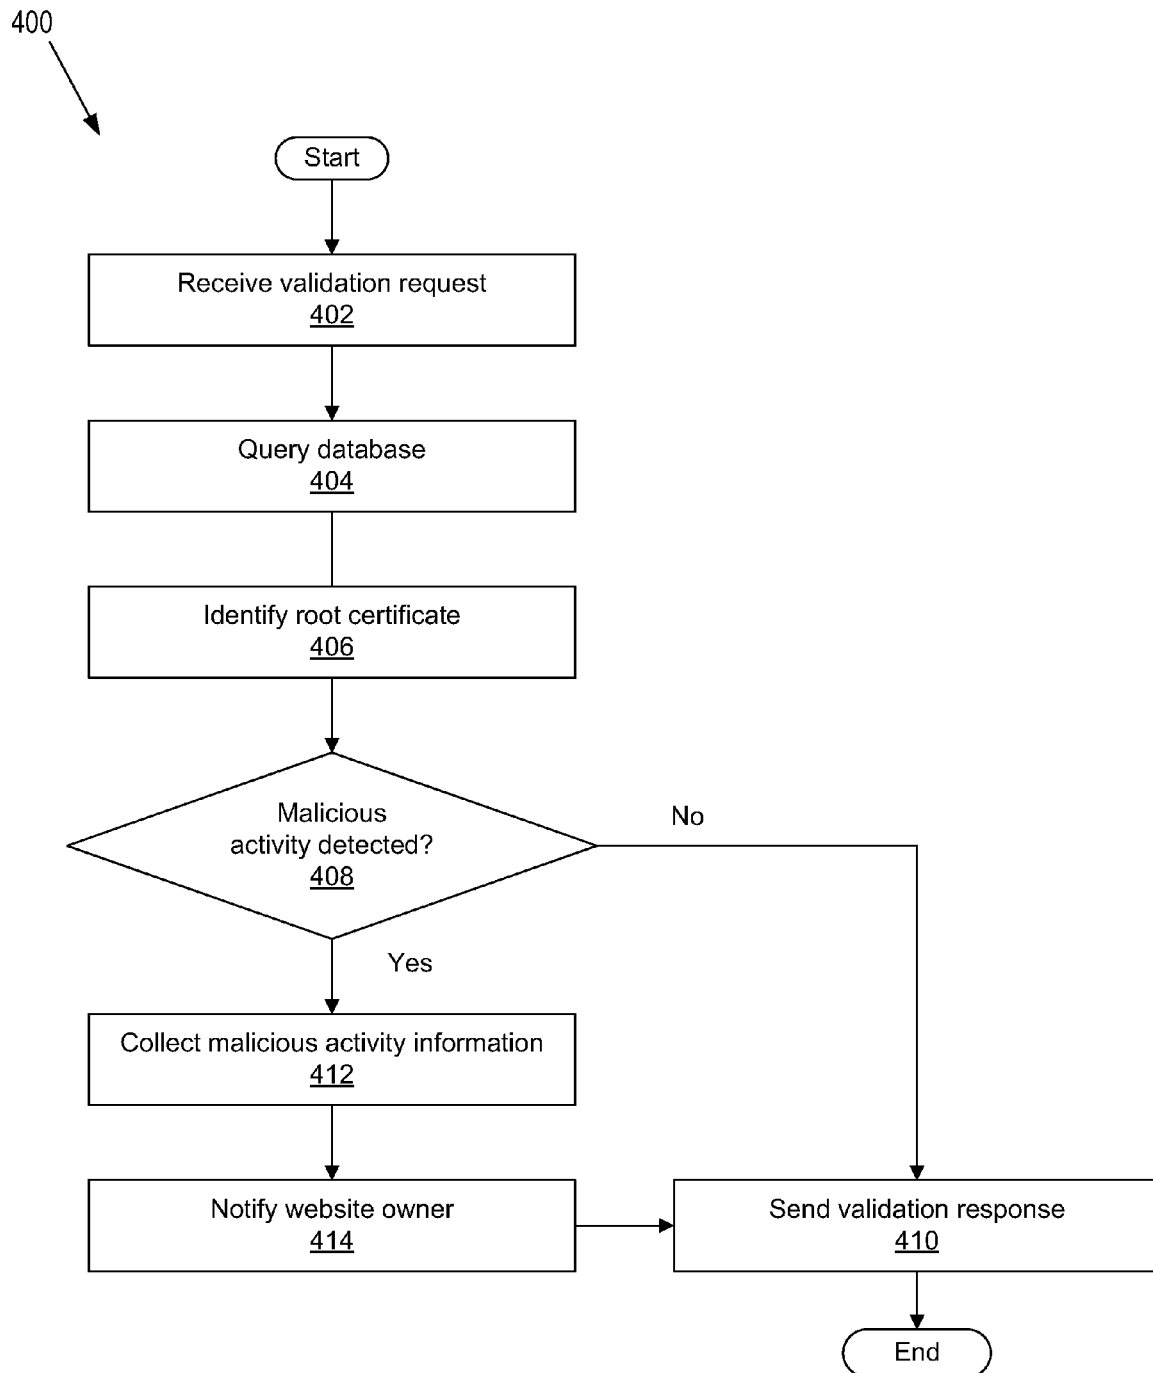 400
Start
Receive validation request
402
Query database
404
Identify root certificate
406
Malicious
activity detected?
408
No
Yes
Collect malicious activity information
412
Notify website owner
414
Send validation response
410
End